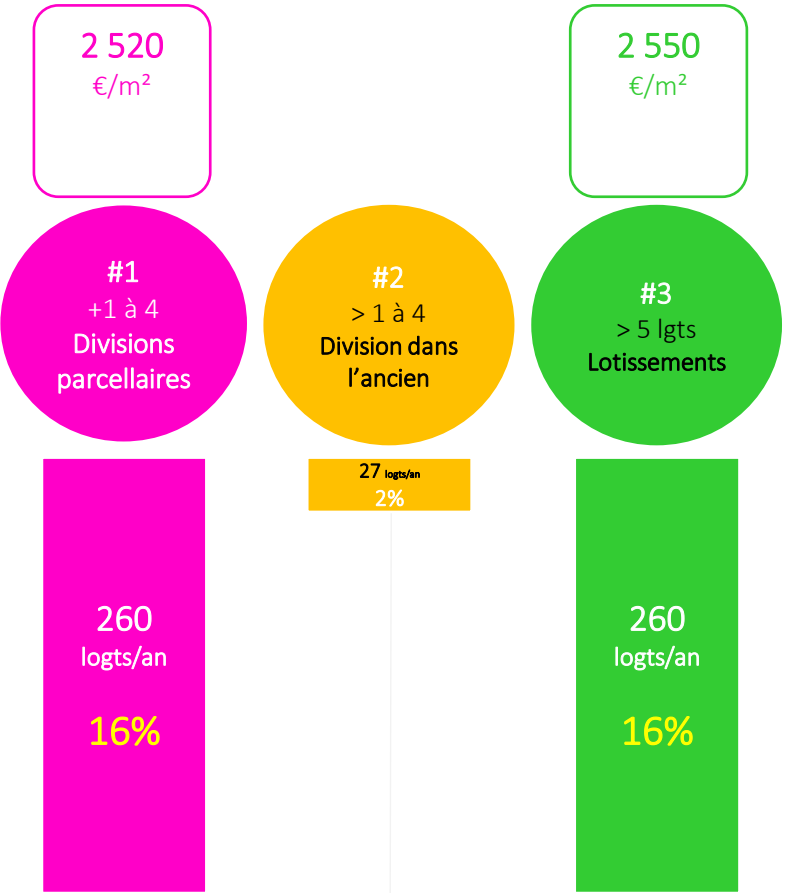 2 520
€/m²
2 550
€/m²
#1
+1 à 4
Divisions
parcellaires
#2
> 1 à 4
Division dans
l’ancien
#3
> 5 lgts
Lotissements
27 logts/an
2%
260
logts/an
16%
260
logts/an
16%